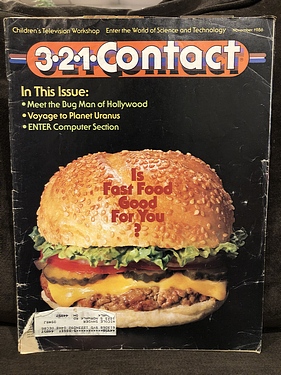 Children's Television Workshop Enter the World of Science and Technology November 1986
3·2·1·Contact
In This Issue:
• Meet the Bug Man of Hollywood
• Voyage to Planet Uranus
• ENTER Computer Section
Is
Fast Food
Good
For You
?